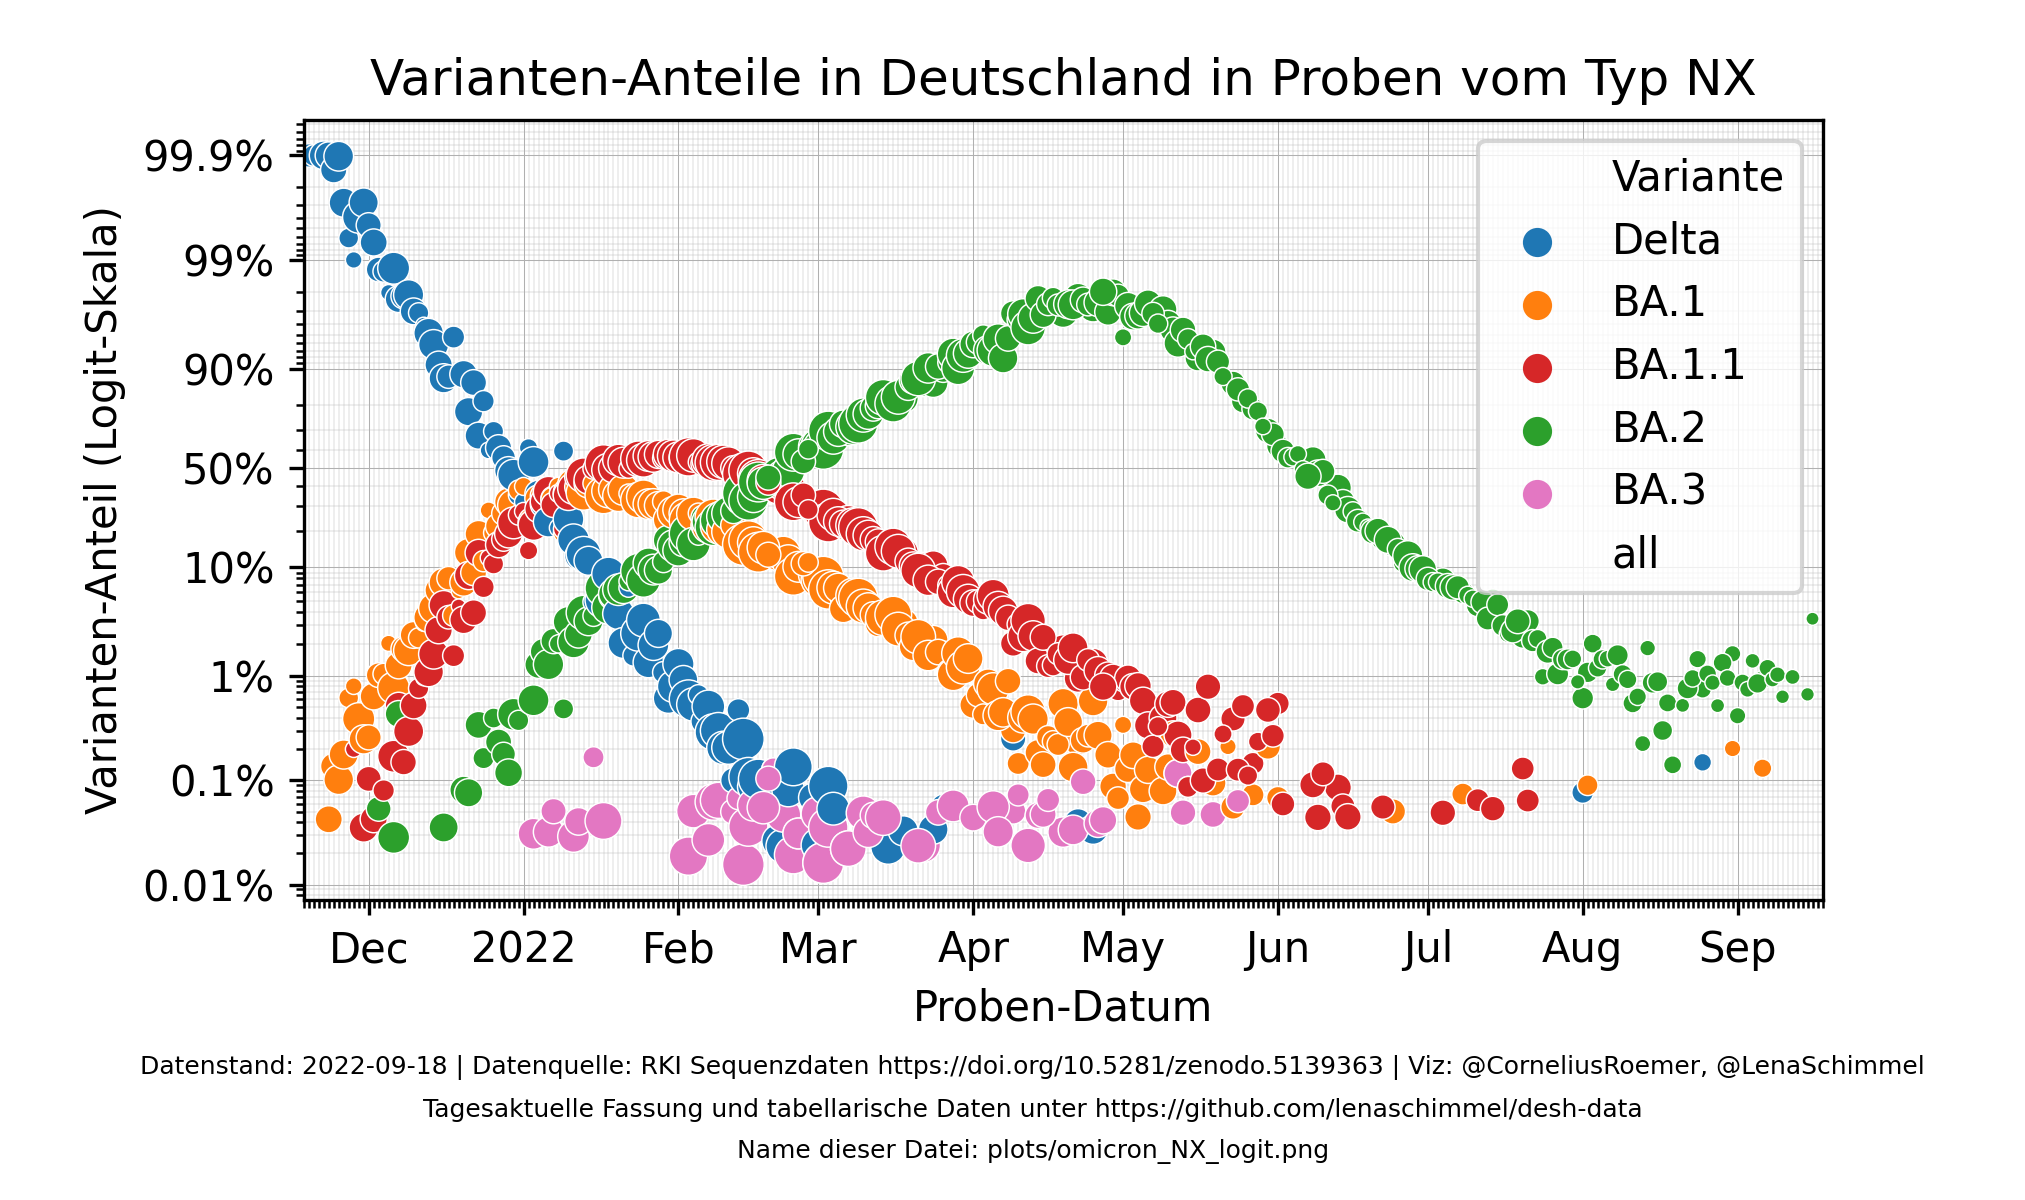 Varianten-Anteile in Deutschland in Proben vom Typ NX
Varianten-Anteil (Logit-Skala)
99.9%
99%
90%
50%
10%
1%
0.1%
0.01%
Variante
Delta
BA.1
BA.1.1
BA.2
BA.3
all
Dec 2022 Feb Mar Apr May Jun Jul Aug Sep
Proben-Datum
Datenstand: 2022-09-18 | Datenquelle: RKI Sequenzdaten https://doi.org/10.5281/zenodo.5139363 | Viz: @CorneliusRoemer, @LenaSchimmel
Tagesaktuelle Fassung und tabellarische Daten unter https://github.com/lenaschimmel/desh-data
Name dieser Datei: plots/omicron_NX_logit.png